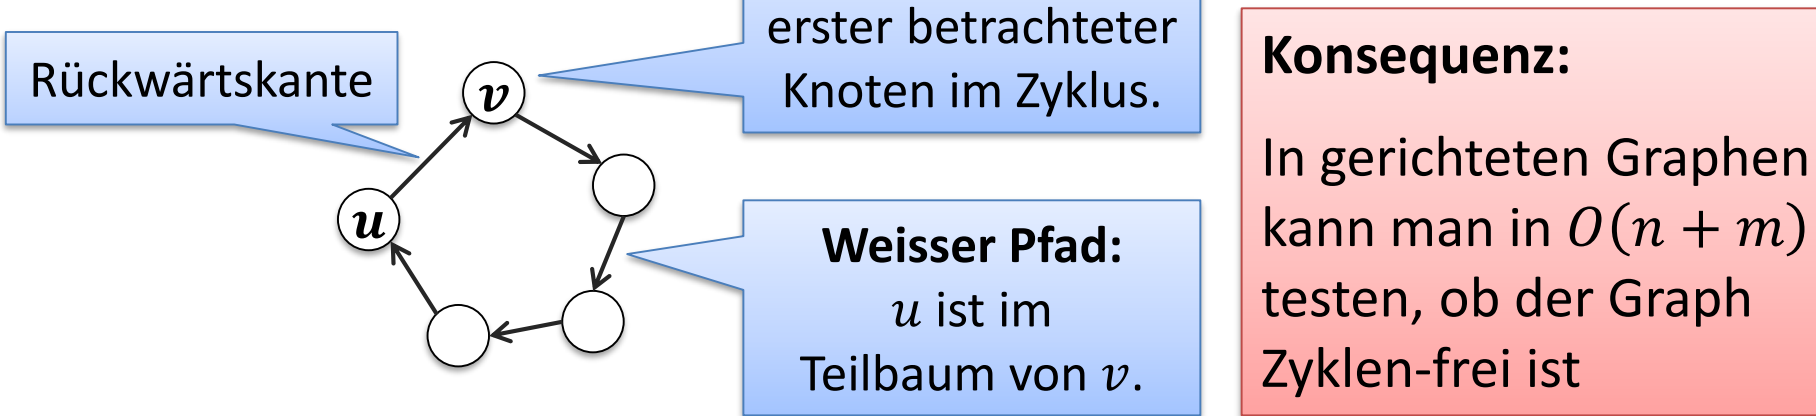 Rückwärtskante
v
u
erster betrachteter
Knoten im Zyklus.
Weisser Pfad:
u ist im
Teilbaum von v.
Konsequenz:
In gerichteten Graphen
kann man in O(n + m)
testen, ob der Graph
Zyklen-frei ist